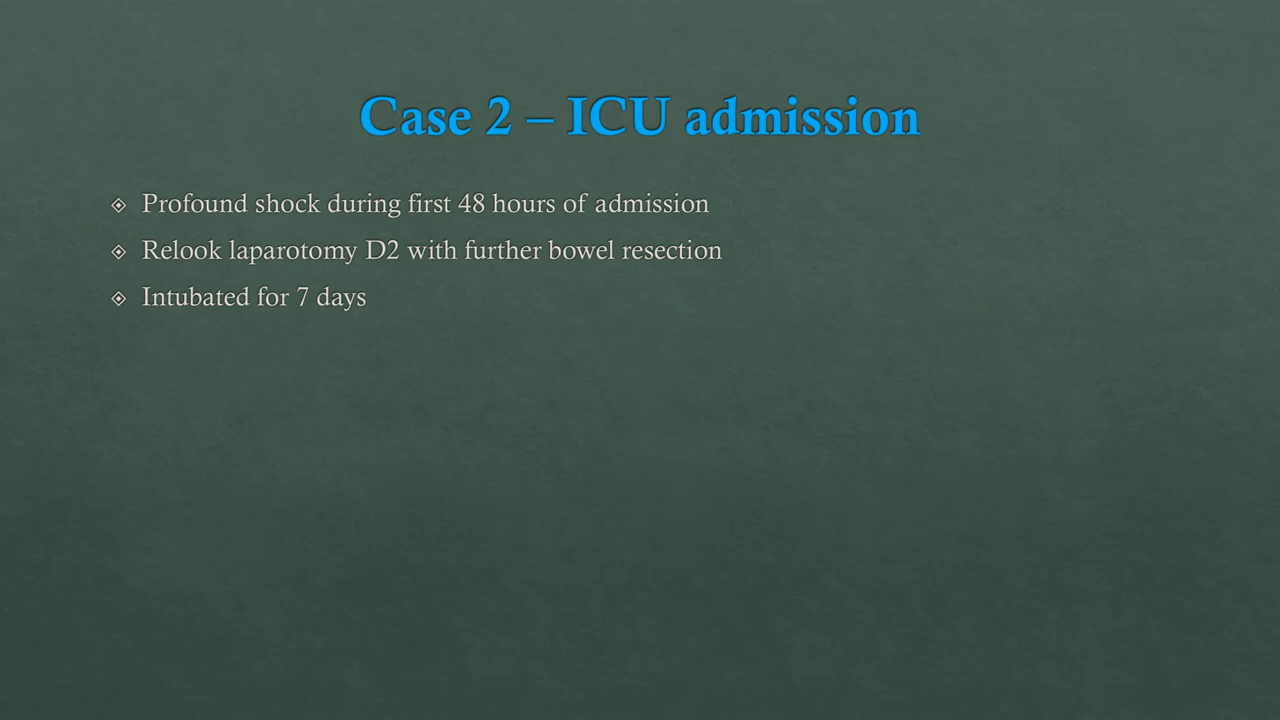 Case 2 – ICU admission
Profound shock during first 48 hours of admission
Relook laparotomy D2 with further bowel resection
Intubated for 7 days